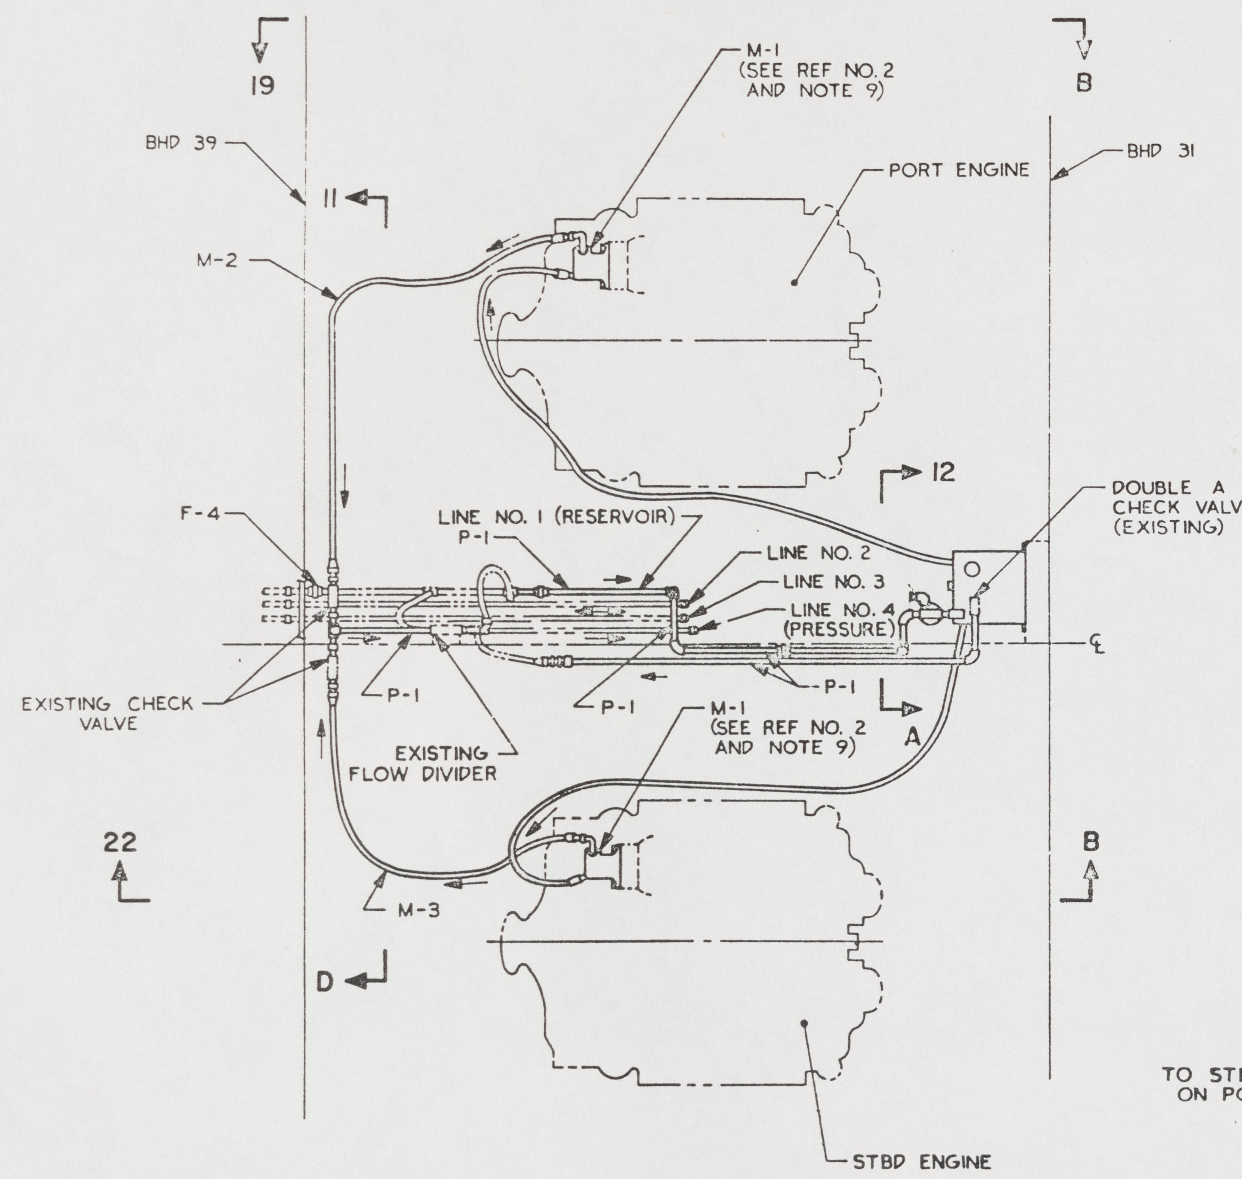 19
B
M-1
(SEE REF NO. 2
AND NOTE 9)
BHD 39
BHD 31
11
PORT ENGINE
M-2
12
DOUBLE A
CHECK VALV
(EXISTING)
F-4
LINE NO. 1 (RESERVOIR)
P-1
LINE NO. 2
LINE NO. 3
LINE NO. 4
(PRESSURE)
℄
EXISTING CHECK
VALVE
P-1
P-1
P-1
M-1
(SEE REF NO. 2
AND NOTE 9)
A
EXISTING
FLOW DIVIDER
22
B
M-3
D
TO STE
ON PO
STBD ENGINE